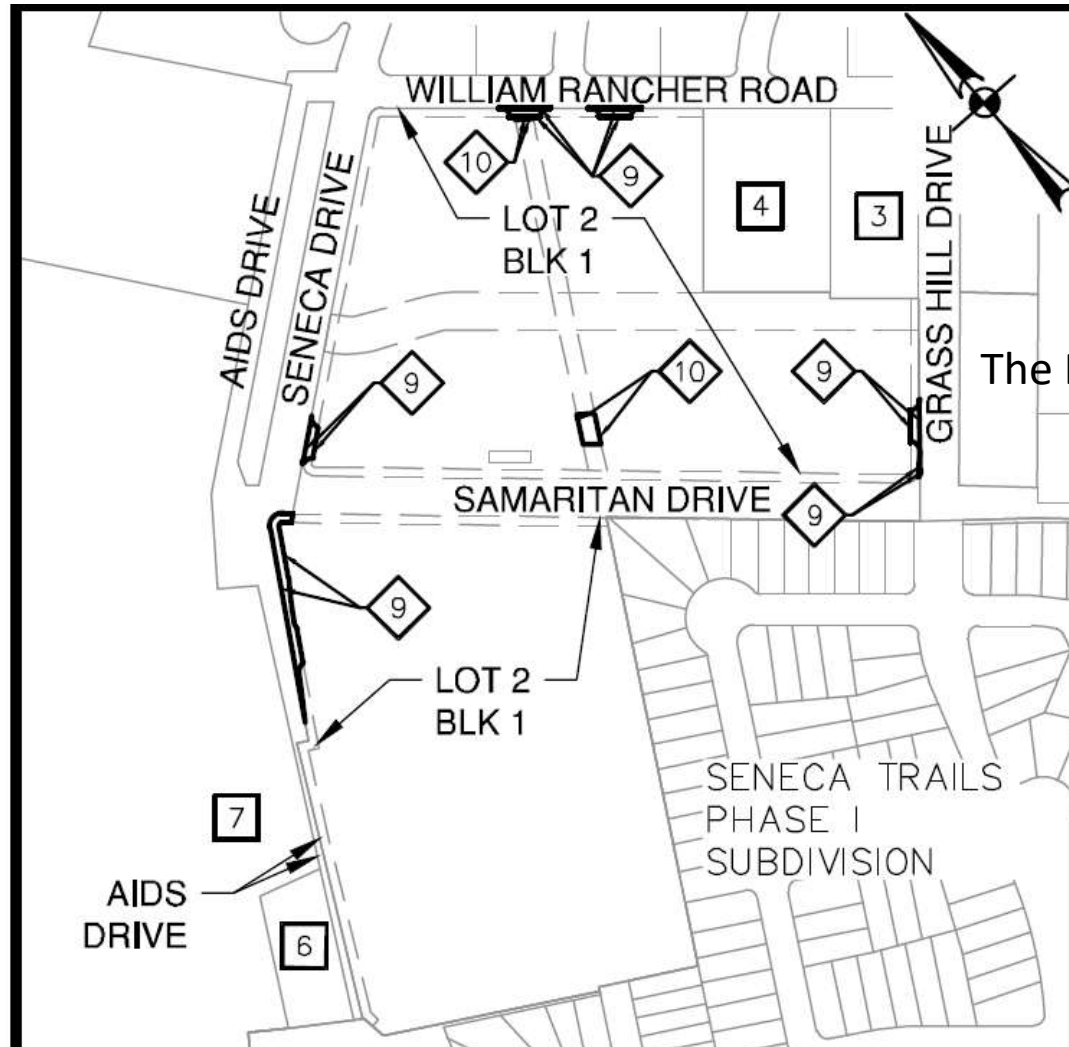 WILLIAM RANCHER ROAD
10
9
4
3
LOT 2
BLK 1
AIDS DRIVE
SENECA DRIVE
GRASS HILL DRIVE
The
9
10
9
SAMARITAN DRIVE
9
9
LOT 2
BLK 1
SENECA TRAILS
PHASE I
SUBDIVISION
7
AIDS
DRIVE
6